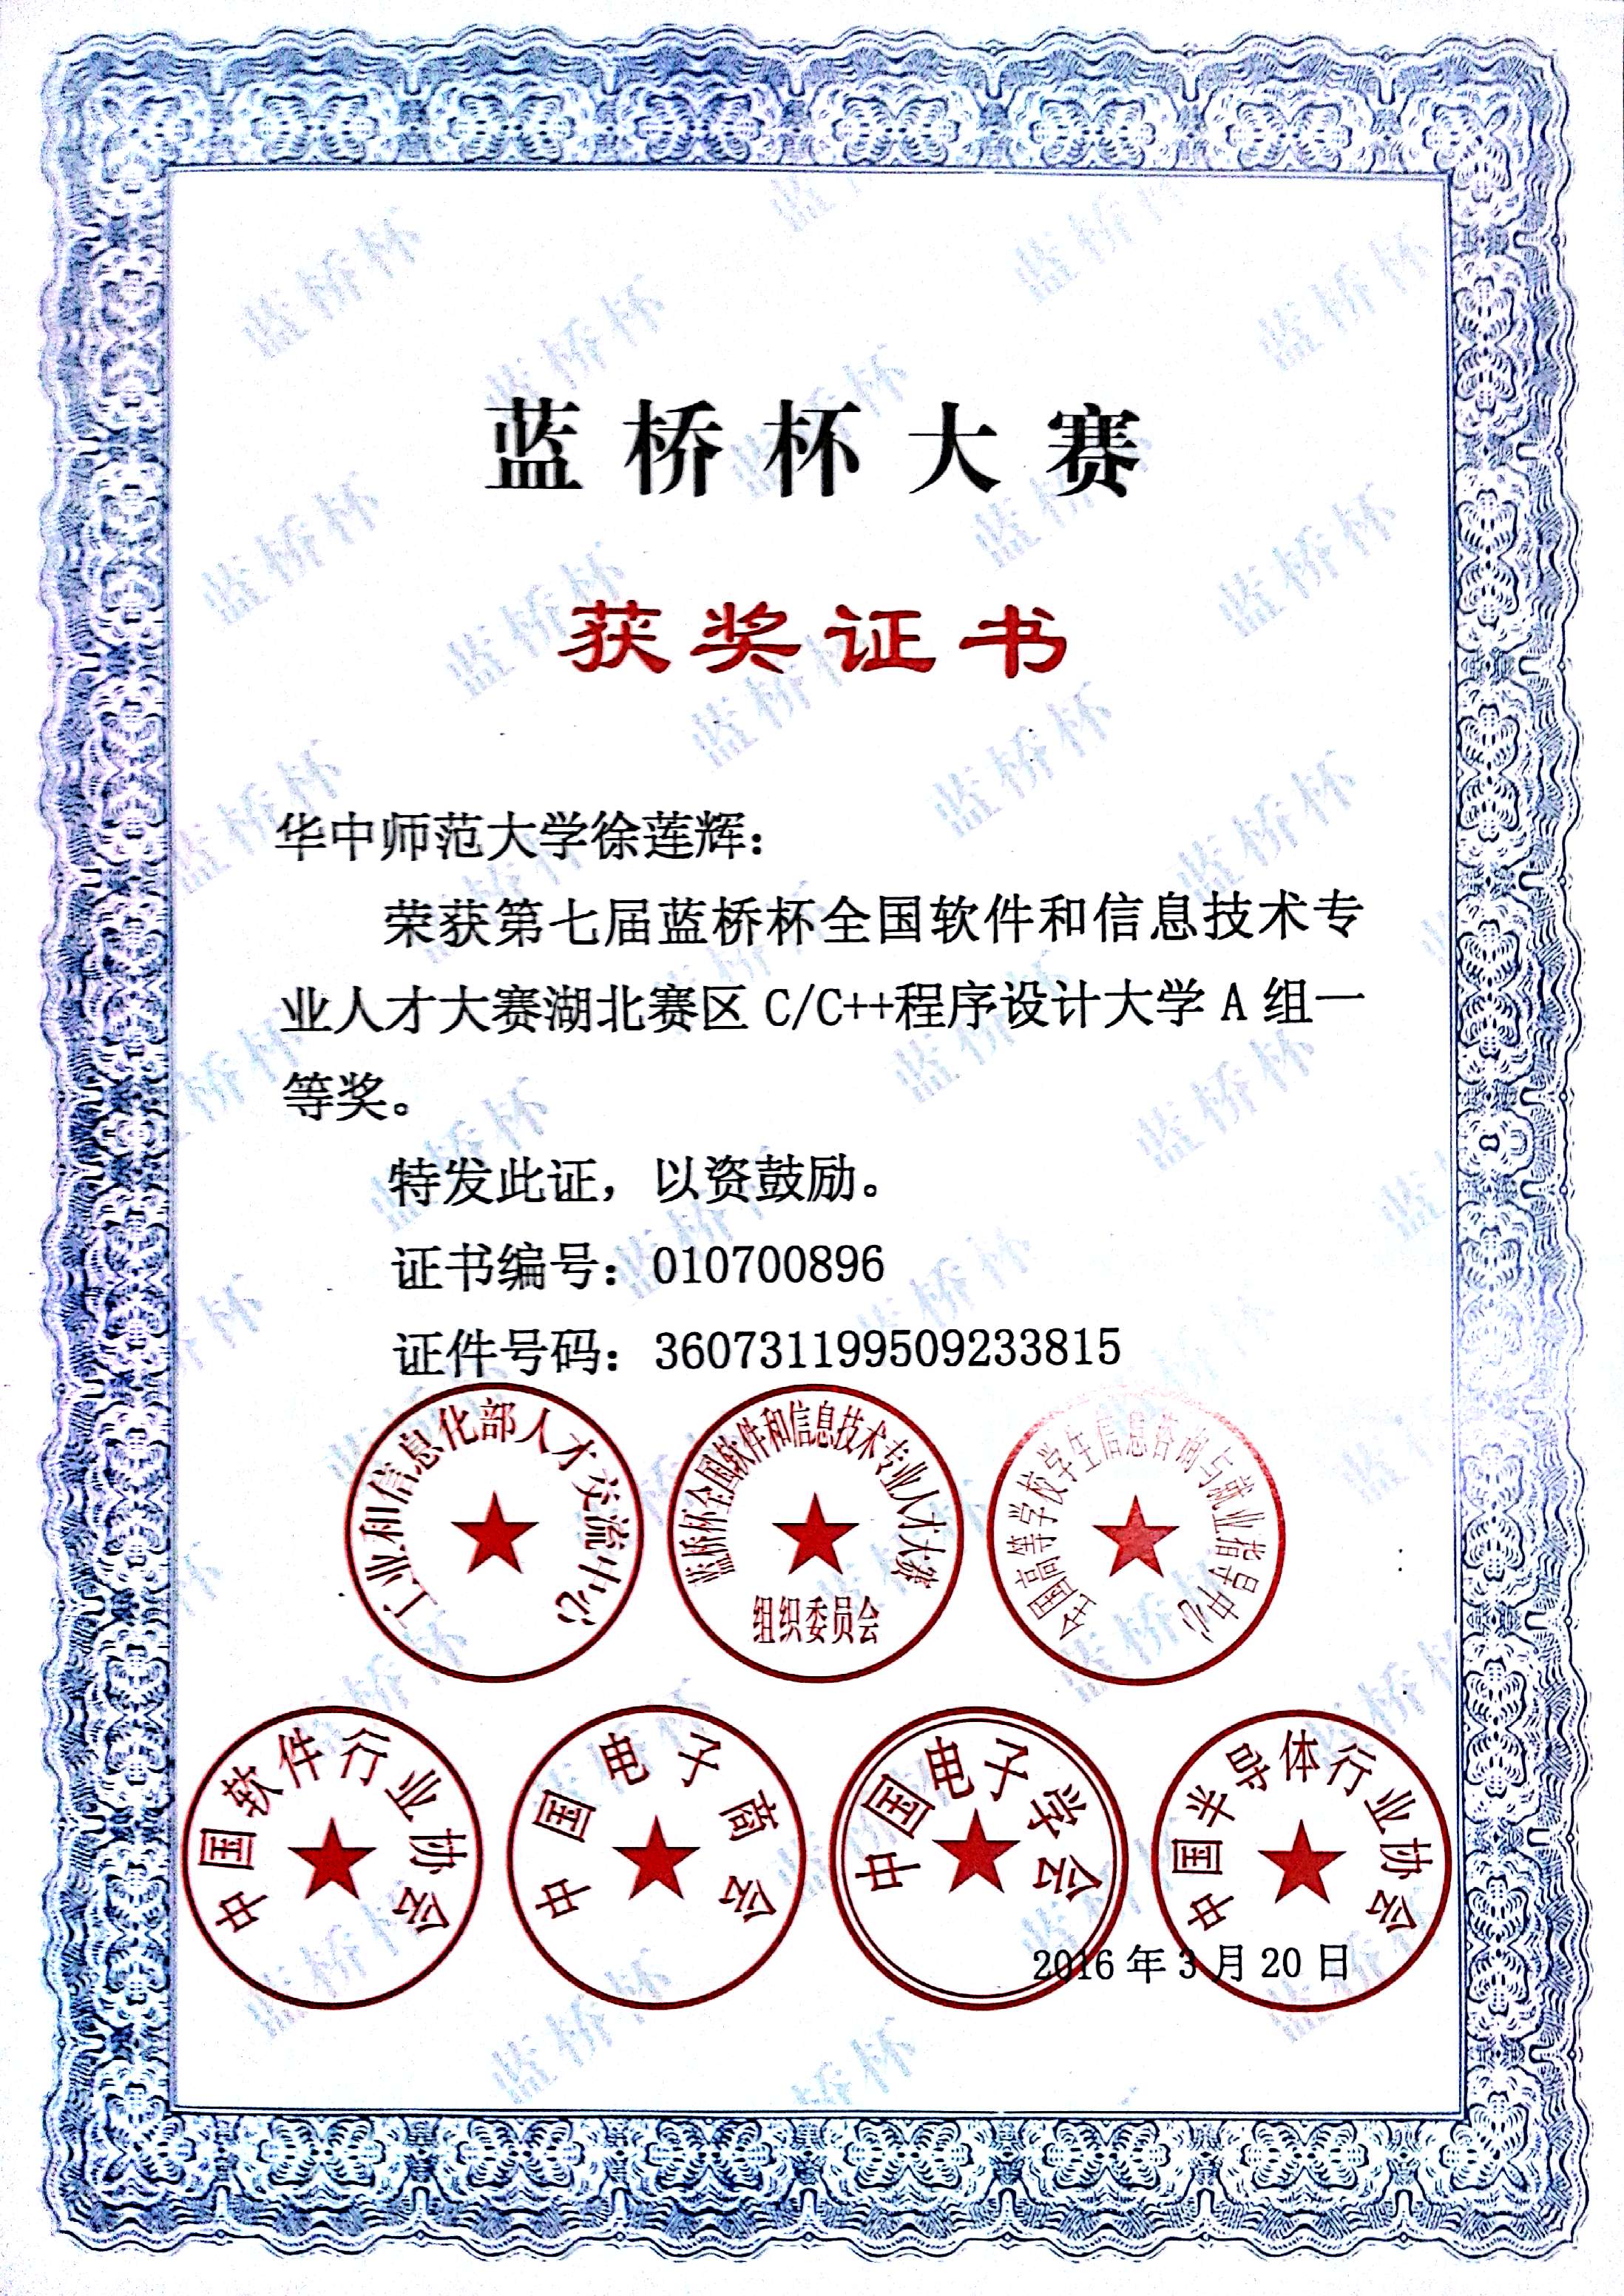 蓝桥杯大赛
获奖证书
华中师范大学徐莲辉：
荣获第七届蓝桥杯全国软件和信息技术专
业人才大赛湖北赛区 C/C++程序设计大学 A 组一
等奖。
特发此证，以资鼓励。
证书编号：010700896
证件号码：360731199509233815
工业和信息化部人才交流中心
蓝桥杯全国软件和信息技术专业人才大赛
组织委员会
全国高等学校学生信息咨询与就业指导中心
中国软件行业协会
中国电子商会
中国电子学会
中国半导体行业协会
2016 年 3 月 20 日